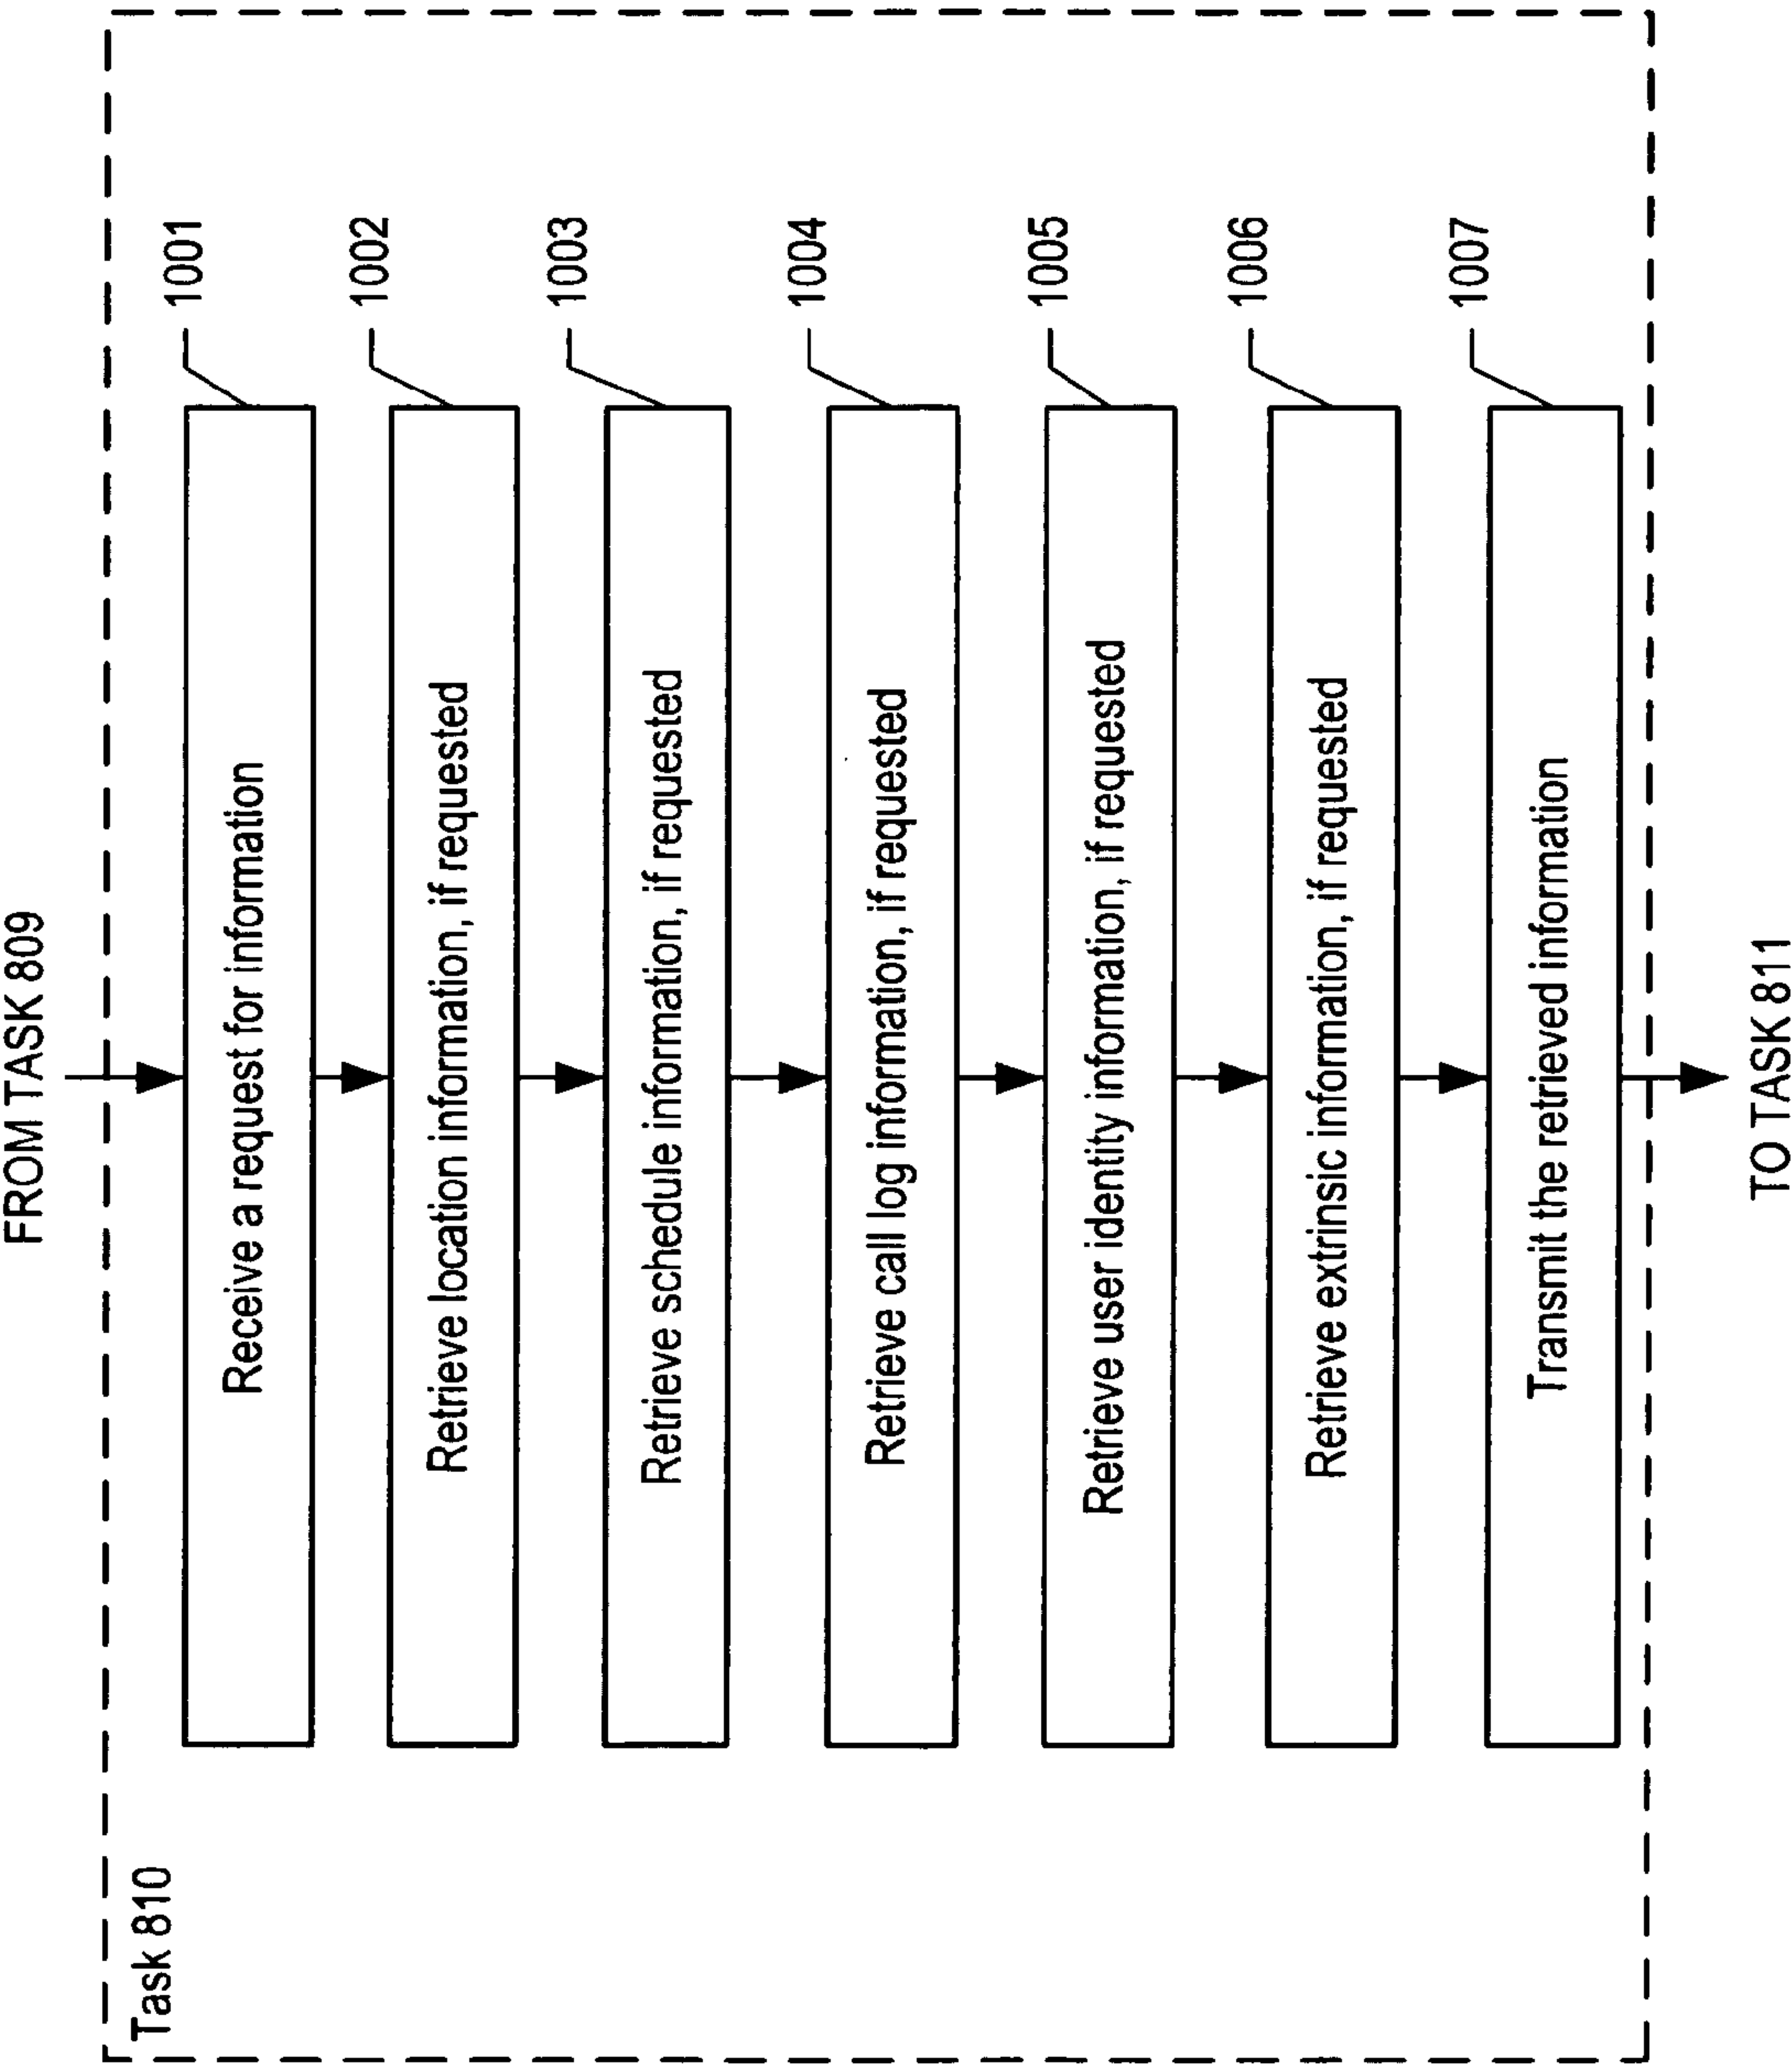 FROM TASK 809
Task 810
Receive a request for information
1001
Retrieve location information, if requested
1002
Retrieve schedule information, if requested
1003
Retrieve call log information, if requested
1004
Retrieve user identity information, if requested
1005
Retrieve extrinsic information, if requested
1006
Transmit the retrieved information
1007
TO TASK 811